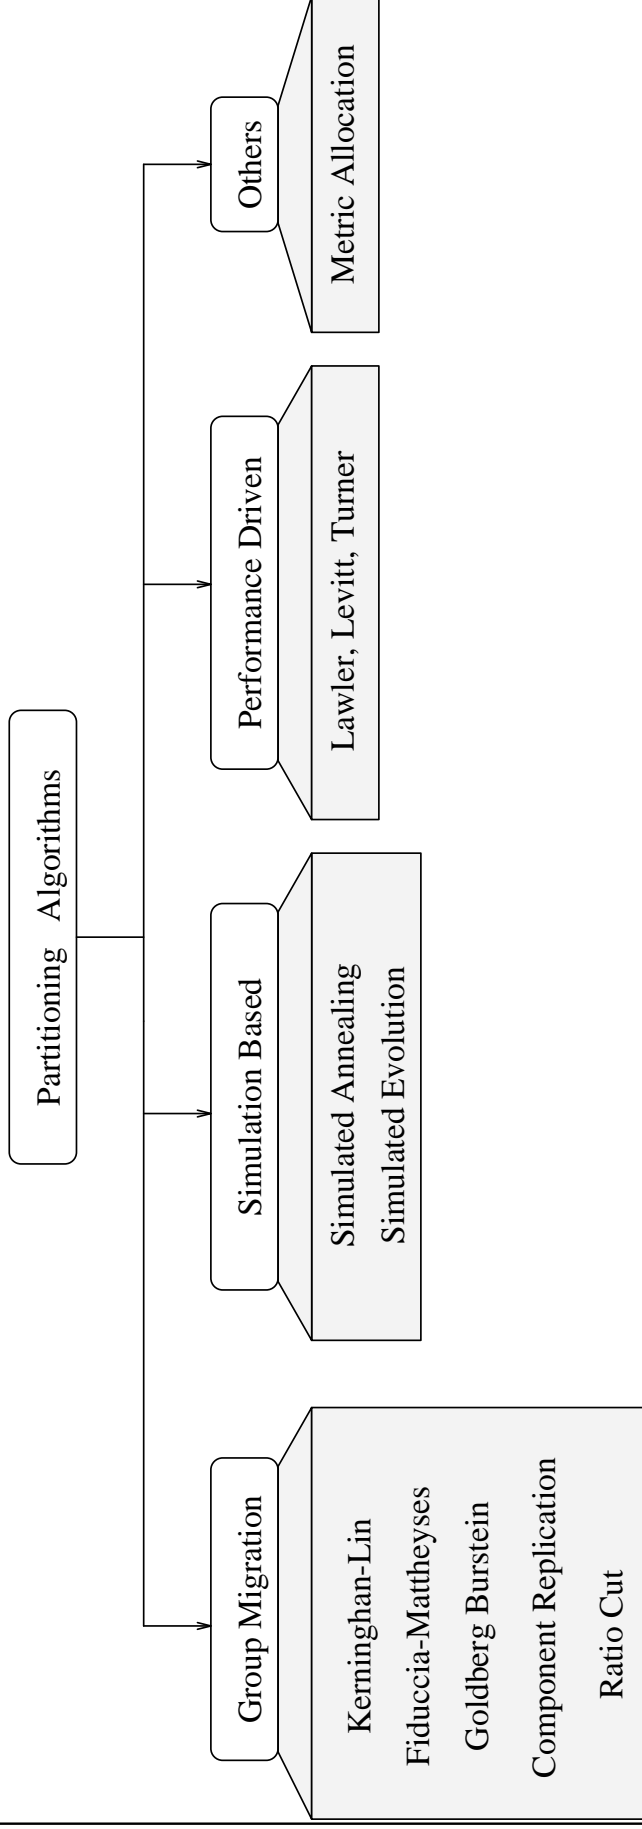 Partitioning Algorithms
Group Migration
Kerninghan-Lin
Fiduccia-Mattheyses
Goldberg Burstein
Component Replication
Ratio Cut
Simulation Based
Simulated Annealing
Simulated Evolution
Performance Driven
Lawler, Levitt, Turner
Others
Metric Allocation